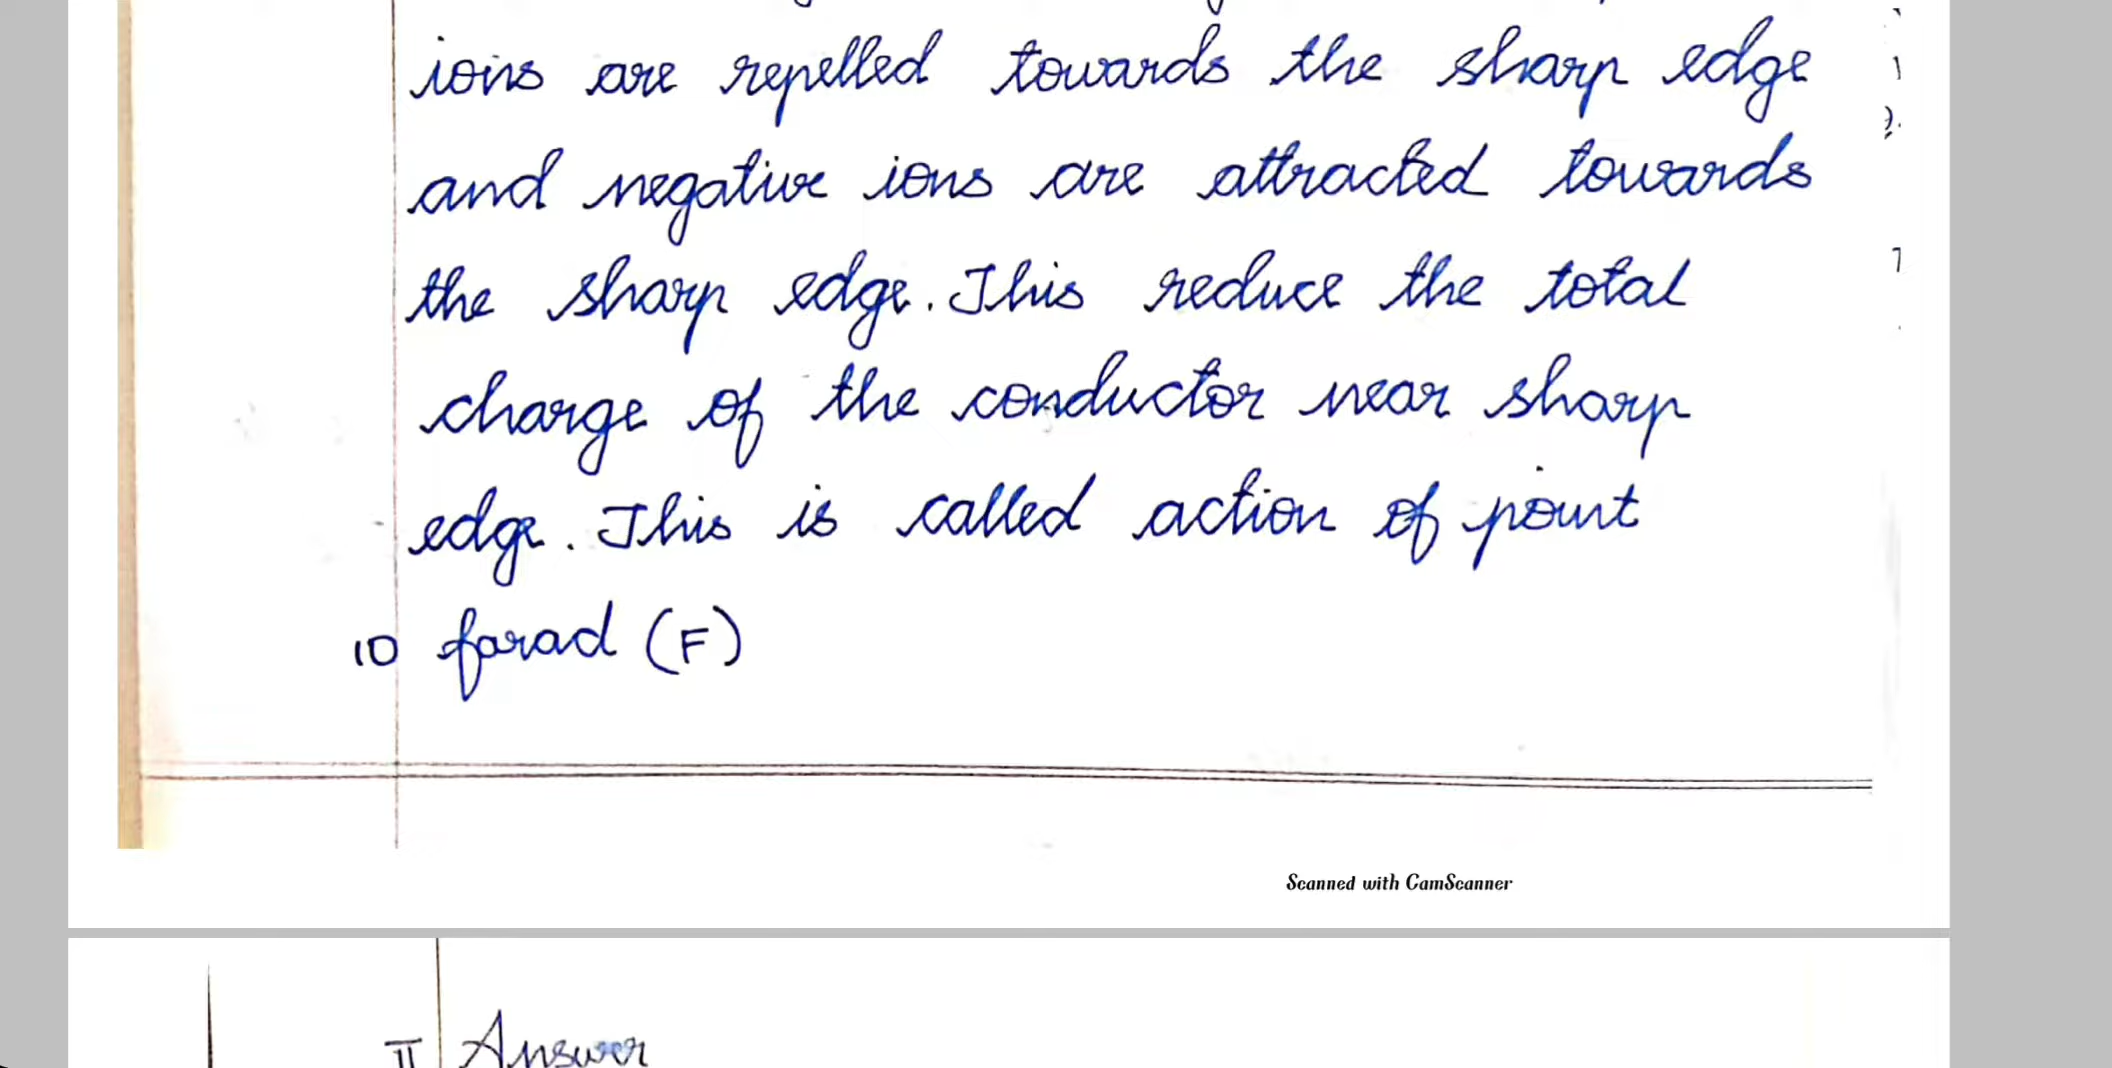 ions are repelled towards the sharp edge
and negative ions are attracted towards
the sharp edge. This reduce the total
charge of the conductor near sharp
edge. This is called action of point
10 farad (F)
Scanned with CamScanner
II Answer